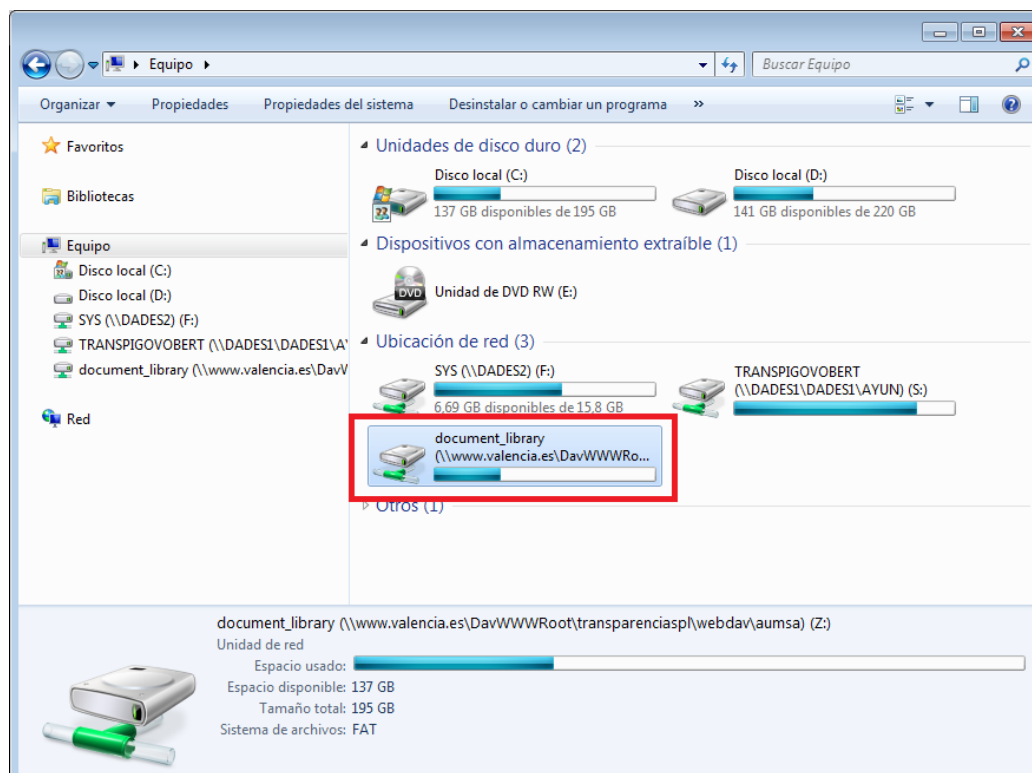 Equipo
Buscar Equipo
Organizar
Propiedades
Propiedades del sistema
Desinstalar o cambiar un programa
»
Favoritos
Bibliotecas
Equipo
Disco local (C:)
Disco local (D:)
SYS (\\DADES2) (F:)
TRANSPIGOVOBERT (\\DADES1\DADES1\A
document_library (\\www.valencia.es\DavW
Red
Unidades de disco duro (2)
Disco local (C:)
137 GB disponibles de 195 GB
Disco local (D:)
141 GB disponibles de 220 GB
Dispositivos con almacenamiento extraíble (1)
DVD
Unidad de DVD RW (E:)
Ubicación de red (3)
SYS (\\DADES2) (F:)
6,69 GB disponibles de 15,8 GB
TRANSPIGOVOBERT
(\\DADES1\DADES1\AYUN) (S:)
document_library
(\\www.valencia.es\DavWWWRo...
Otros (1)
document_library (\\www.valencia.es\DavWWWRoot\transparenciaspl\webdav\aumsa) (Z:)
Unidad de red
Espacio usado:
Espacio disponible: 137 GB
Tamaño total: 195 GB
Sistema de archivos: FAT